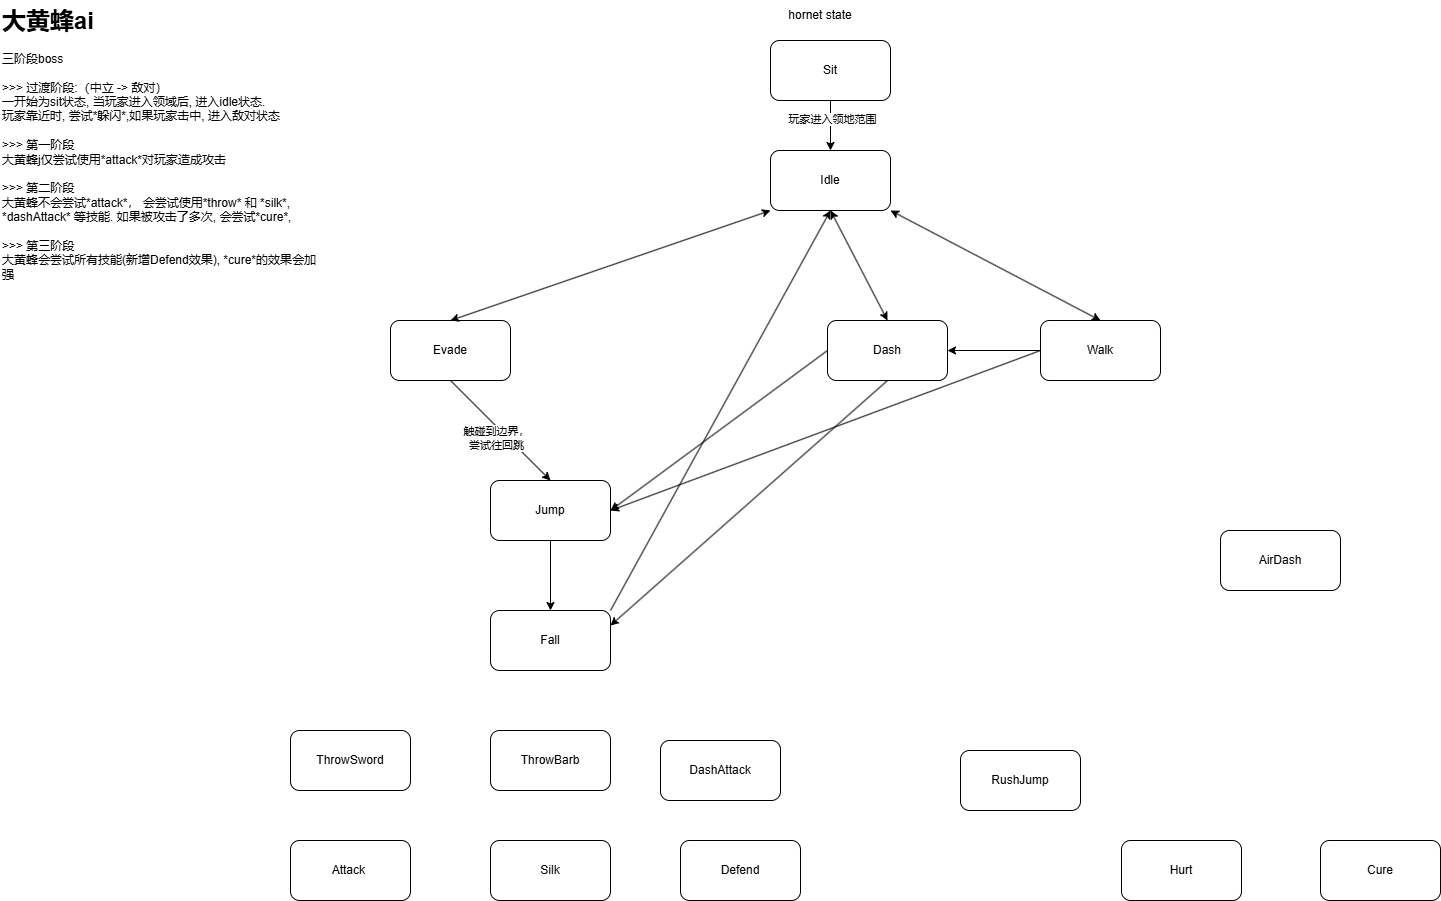 大黄蜂ai
三阶段boss
>>> 过渡阶段:（中立 -> 敌对）
一开始为sit状态, 当玩家进入领域后, 进入idle状态.
玩家靠近时, 尝试*躲闪*,如果玩家击中, 进入敌对状态
>>> 第一阶段
大黄蜂j仅尝试使用*attack*对玩家造成攻击
>>> 第二阶段
大黄蜂不会尝试*attack*， 会尝试使用*throw* 和 *silk*,
*dashAttack* 等技能. 如果被攻击了多次, 会尝试*cure*,
>>> 第三阶段
大黄蜂会尝试所有技能(新增Defend效果), *cure*的效果会加
强
hornet state
Sit
玩家进入领地范围
Idle
Evade
Dash
Walk
触碰到边界，
尝试往回跳
Jump
AirDash
Fall
ThrowSword
ThrowBarb
DashAttack
RushJump
Attack
Silk
Defend
Hurt
Cure